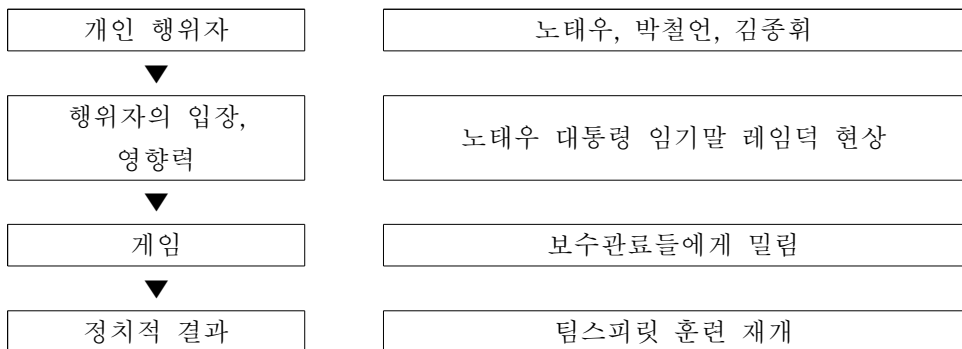 개인 행위자
노태우, 박철언, 김종휘
▼
행위자의 입장,
영향력
노태우 대통령 임기말 레임덕 현상
▼
게임
보수관료들에게 밀림
▼
정치적 결과
팀스피릿 훈련 재개